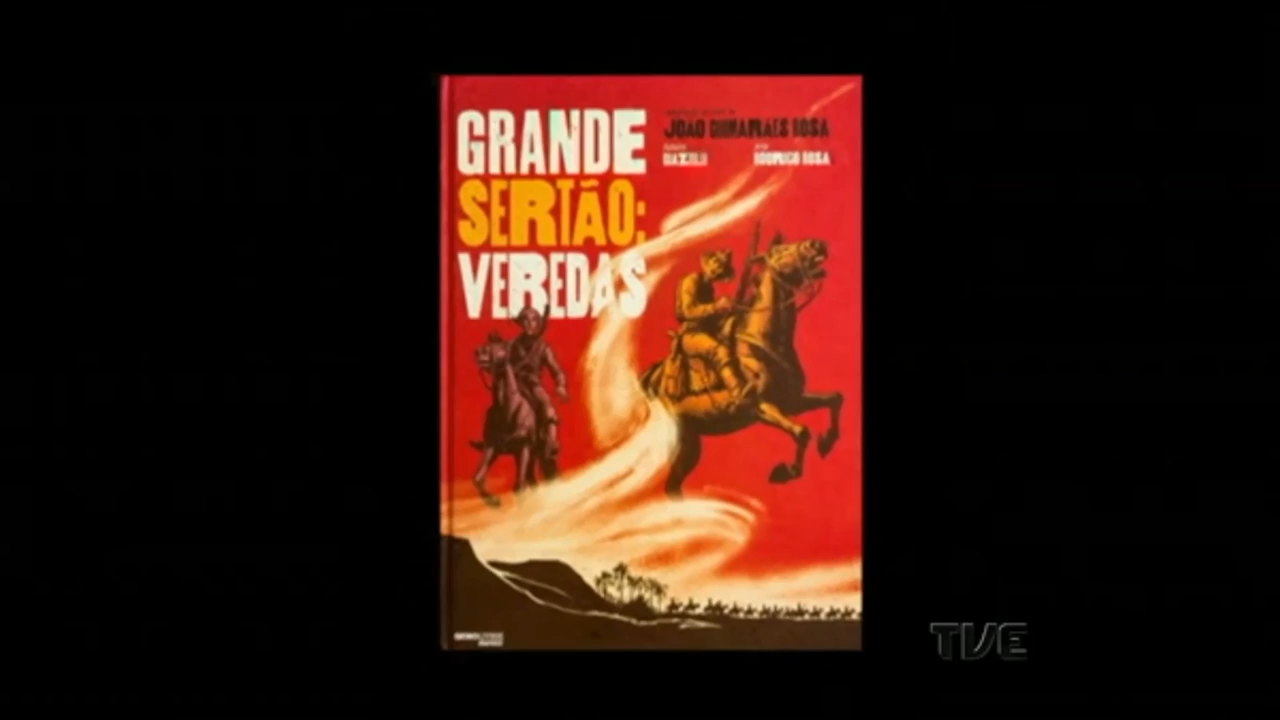 GRANDE
SERTÃO:
VEREDAS
JOÃO GUIMARÃES ROSA
RODRIGO ROSA
TVE